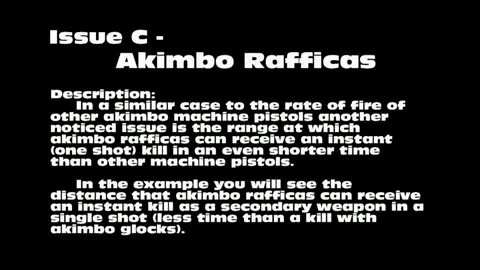 Issue C -
Akimbo Rafficas
Description:
In a similar case to the rate of fire of
other akimbo machine pistols another
noticed issue is the range at which
akimbo rafficas can receive an instant
(one shot) kill in an even shorter time
than other machine pistols.
In the example you will see the
distance that akimbo rafficas can receive
an instant kill as a secondary weapon in a
single shot (less time than a kill with
akimbo glocks).